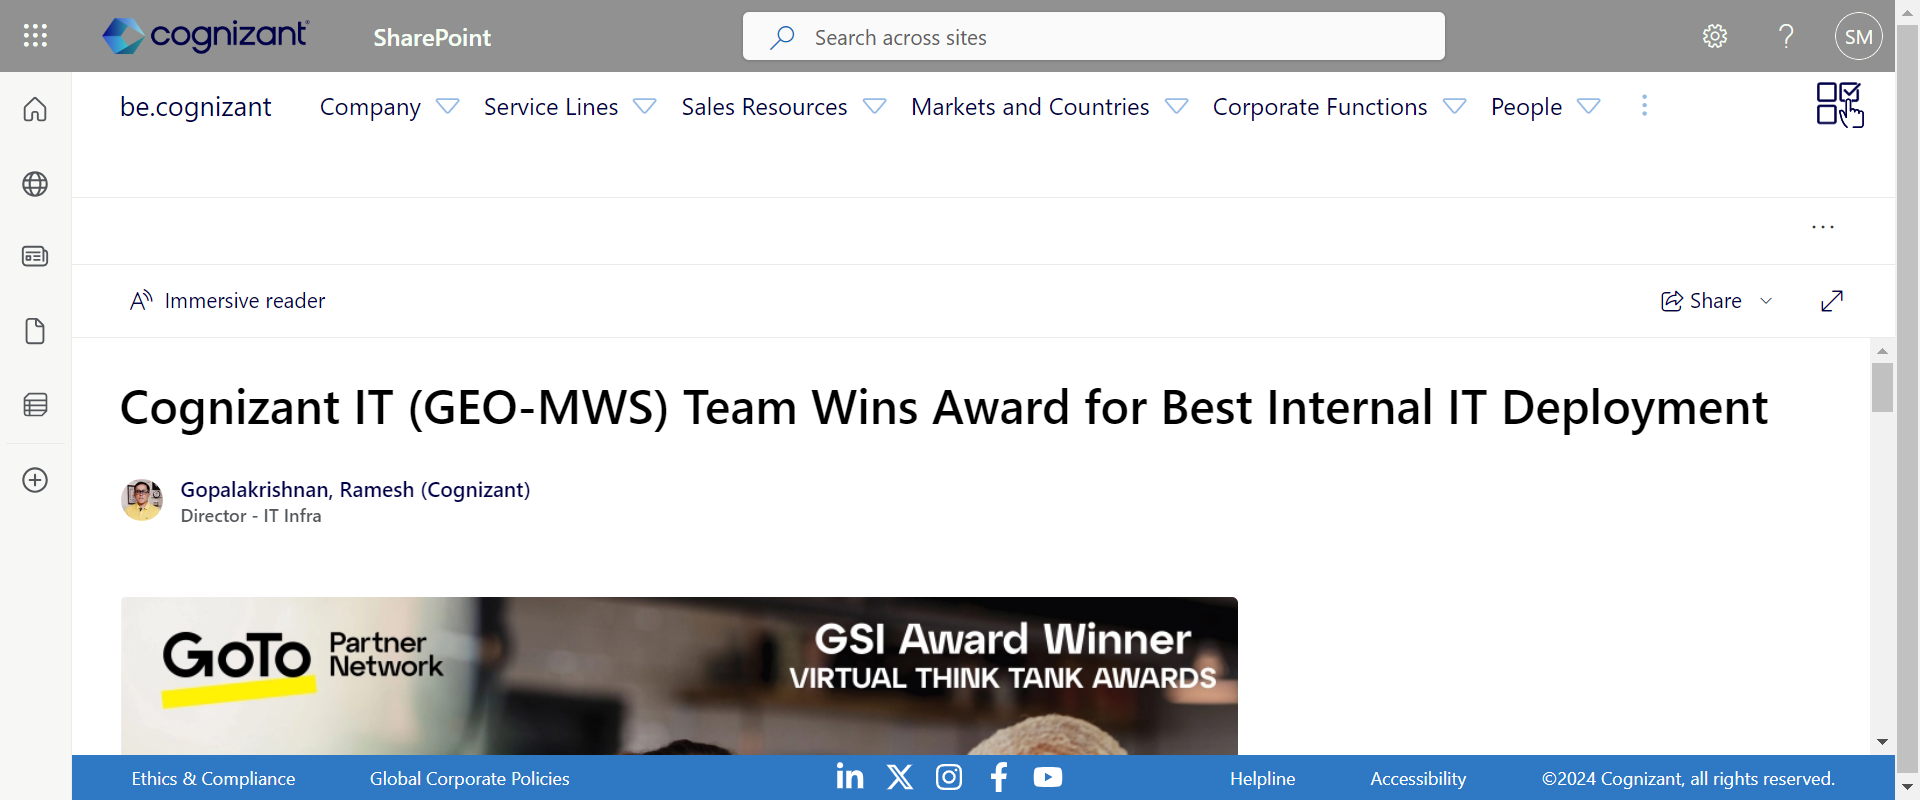 cognizant
SharePoint
Search across sites
SM
be.cognizant
Company
Service Lines
Sales Resources
Markets and Countries
Corporate Functions
People
Immersive reader
Share
Cognizant IT (GEO-MWS) Team Wins Award for Best Internal IT Deployment
Gopalakrishnan, Ramesh (Cognizant)
Director - IT Infra
GoTo Partner Network
GSI Award Winner
VIRTUAL THINK TANK AWARDS
Ethics & Compliance
Global Corporate Policies
Helpline
Accessibility
©2024 Cognizant, all rights reserved.